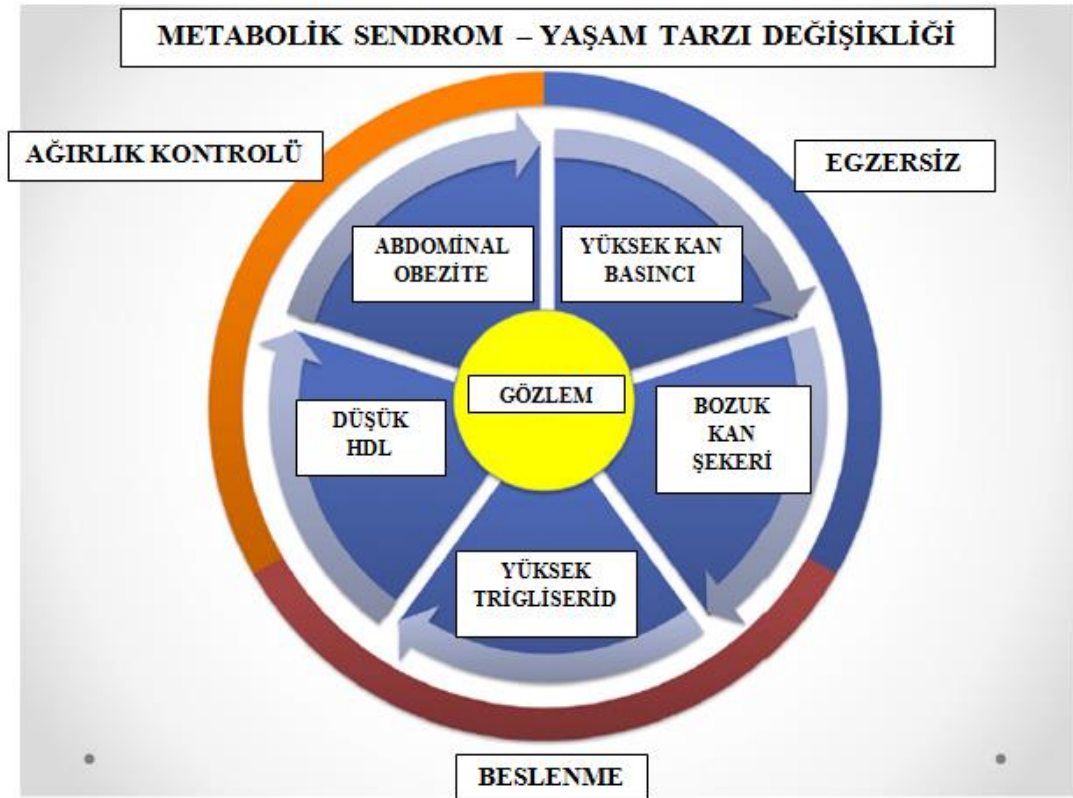 METABOLİK SENDROM – YAŞAM TARZI DEĞİŞİKLİĞİ
AĞIRLIK KONTROLÜ
EGZERSİZ
ABDOMİNAL
OBEZİTE
YÜKSEK KAN
BASINCI
GÖZLEM
DÜŞÜK
HDL
BOZUK
KAN
ŞEKERİ
YÜKSEK
TRİGLİSERİD
BESLENME